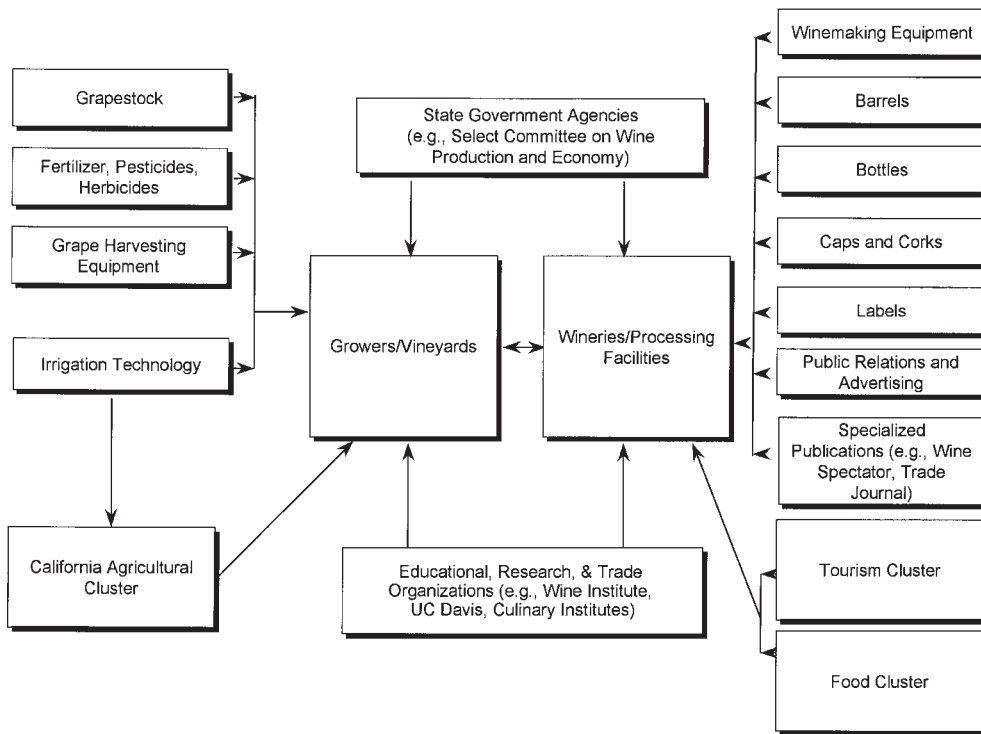 Grapestock
Fertilizer, Pesticides,
Herbicides
Grape Harvesting
Equipment
Irrigation Technology
California Agricultural
Cluster
State Government Agencies
(e.g., Select Committee on Wine
Production and Economy)
Growers/Vineyards
Wineries/Processing
Facilities
Educational, Research, & Trade
Organizations (e.g., Wine Institute,
UC Davis, Culinary Institutes)
Winemaking Equipment
Barrels
Bottles
Caps and Corks
Labels
Public Relations and
Advertising
Specialized
Publications (e.g., Wine
Spectator, Trade
Journal)
Tourism Cluster
Food Cluster